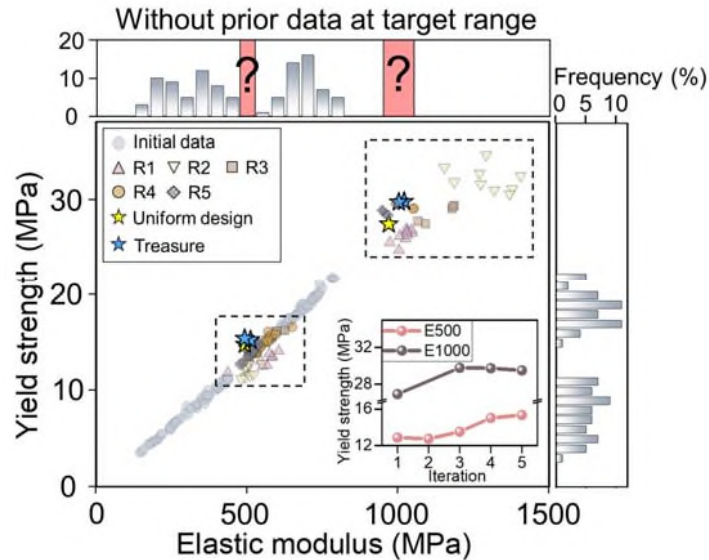 Without prior data at target range
20
10
0
?
?
Frequency (%)
0 5 10
Initial data
R1 R2 R3
R4 R5
Uniform design
Treasure
Yield strength (MPa)
30
20
10
0
E500
E1000
Yield strength (MPa)
32
28
16
12
1 2 3 4 5
Iteration
0 500 1000 1500
Elastic modulus (MPa)